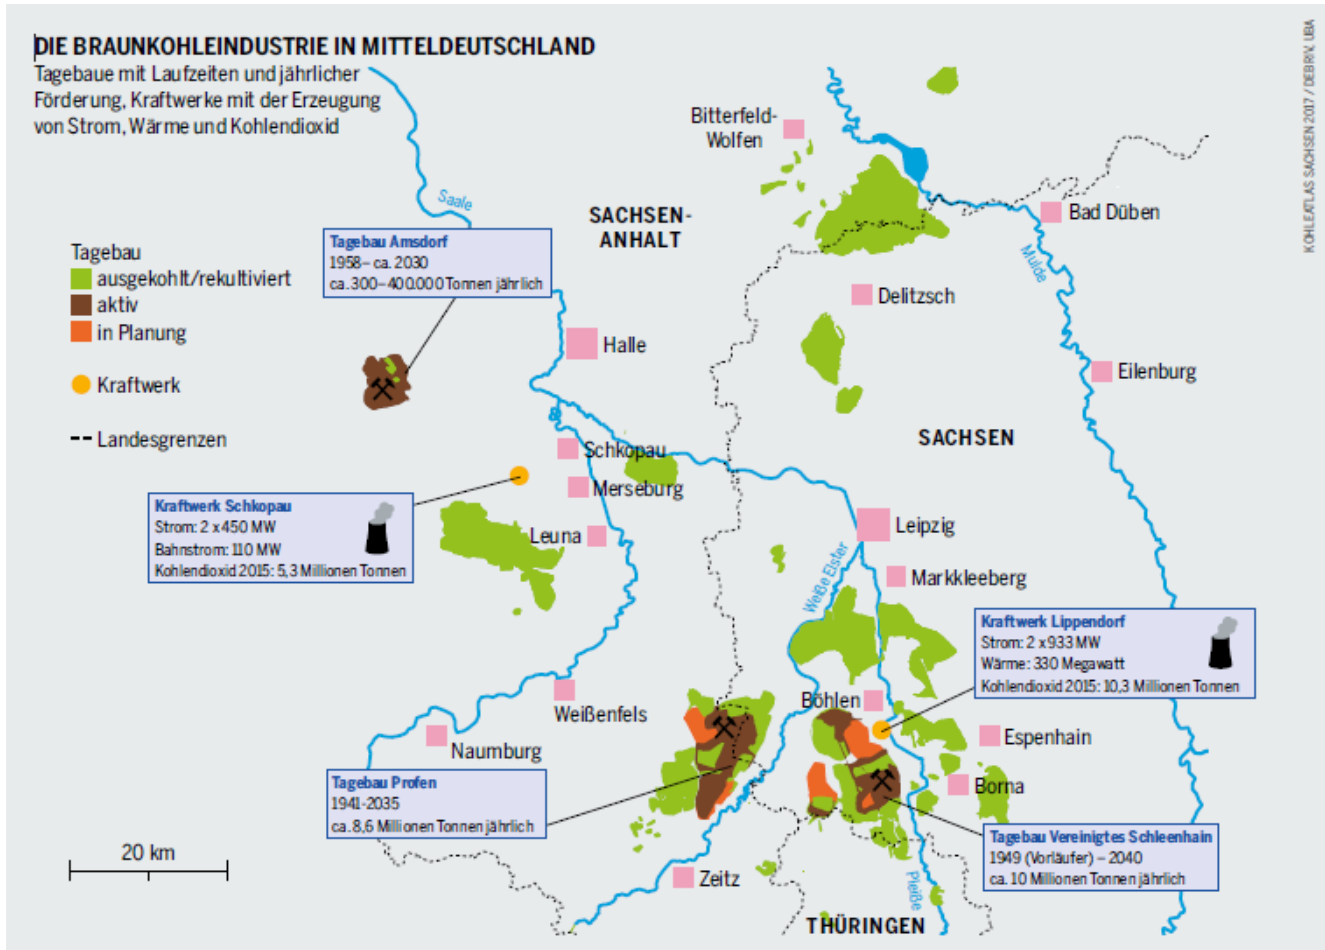 DIE BRAUNKOHLEINDUSTRIE IN MITTELDEUTSCHLAND
Tagebaue mit Laufzeiten und jährlicher
Förderung, Kraftwerke mit der Erzeugung
von Strom, Wärme und Kohlendioxid
KOHLEATLAS SACHSEN 2017 / DEBRIV, UBA
Bitterfeld-
Wolfen
Saale
SACHSEN-
ANHALT
Bad Düben
Mulde
Tagebau Amsdorf
1958– ca. 2030
ca. 300–400.000 Tonnen jährlich
Tagebau
ausgekohlt/rekultiviert
aktiv
in Planung
Kraftwerk
Landesgrenzen
Delitzsch
Halle
Eilenburg
SACHSEN
Schkopau
Merseburg
Kraftwerk Schkopau
Strom: 2 x 450 MW
Bahnstrom: 110 MW
Kohlendioxid 2015: 5,3 Millionen Tonnen
Leuna
Leipzig
Weiße Elster
Markkleeberg
Kraftwerk Lippendorf
Strom: 2 x 933 MW
Wärme: 330 Megawatt
Kohlendioxid 2015: 10,3 Millionen Tonnen
Böhlen
Weißenfels
Naumburg
Espenhain
Tagebau Profen
1941-2035
ca. 8,6 Millionen Tonnen jährlich
Borna
Tagebau Vereinigtes Schleenhain
1949 (Vorläufer) – 2040
ca. 10 Millionen Tonnen jährlich
20 km
Zeitz
Pleiße
THÜRINGEN